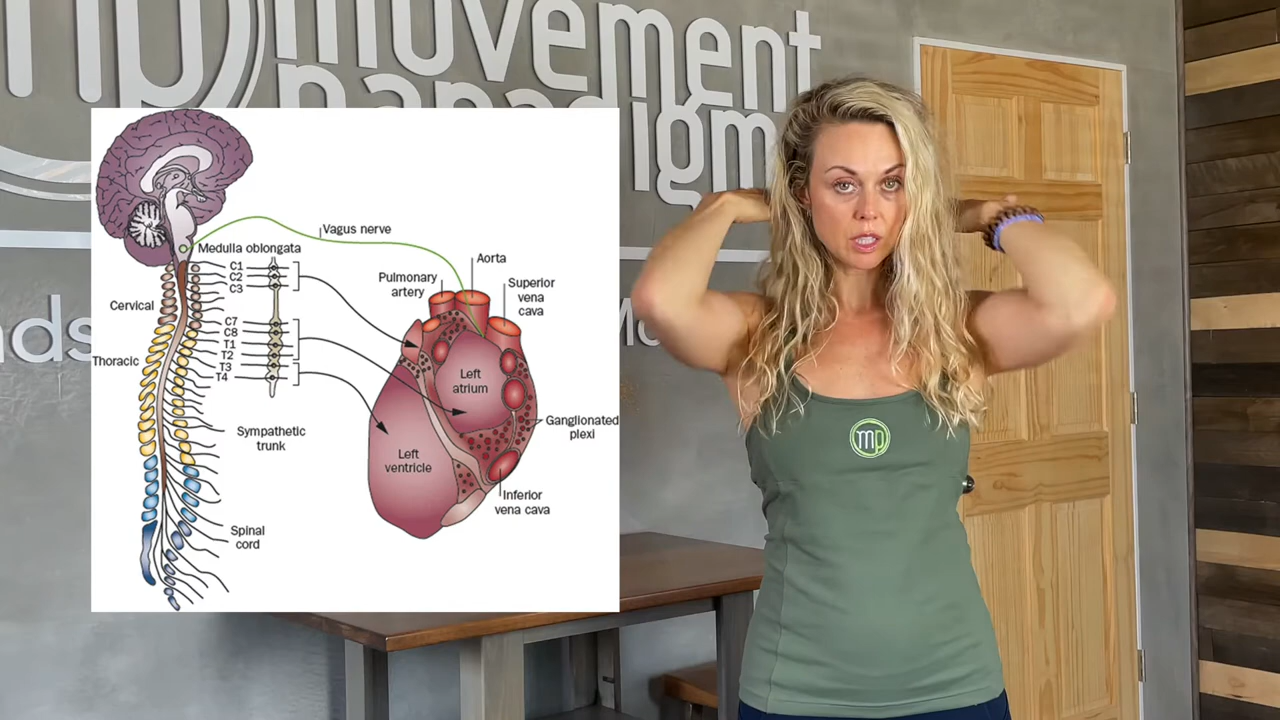 movement
paradigm
Vagus nerve
Medulla oblongata
C1
C2
C3
Cervical
C7
C8
T1
T2
T3
T4
Thoracic
Sympathetic
trunk
Spinal
cord
Pulmonary
artery
Aorta
Superior
vena
cava
Left
atrium
Left
ventricle
Ganglionated
plexi
Inferior
vena cava
mp